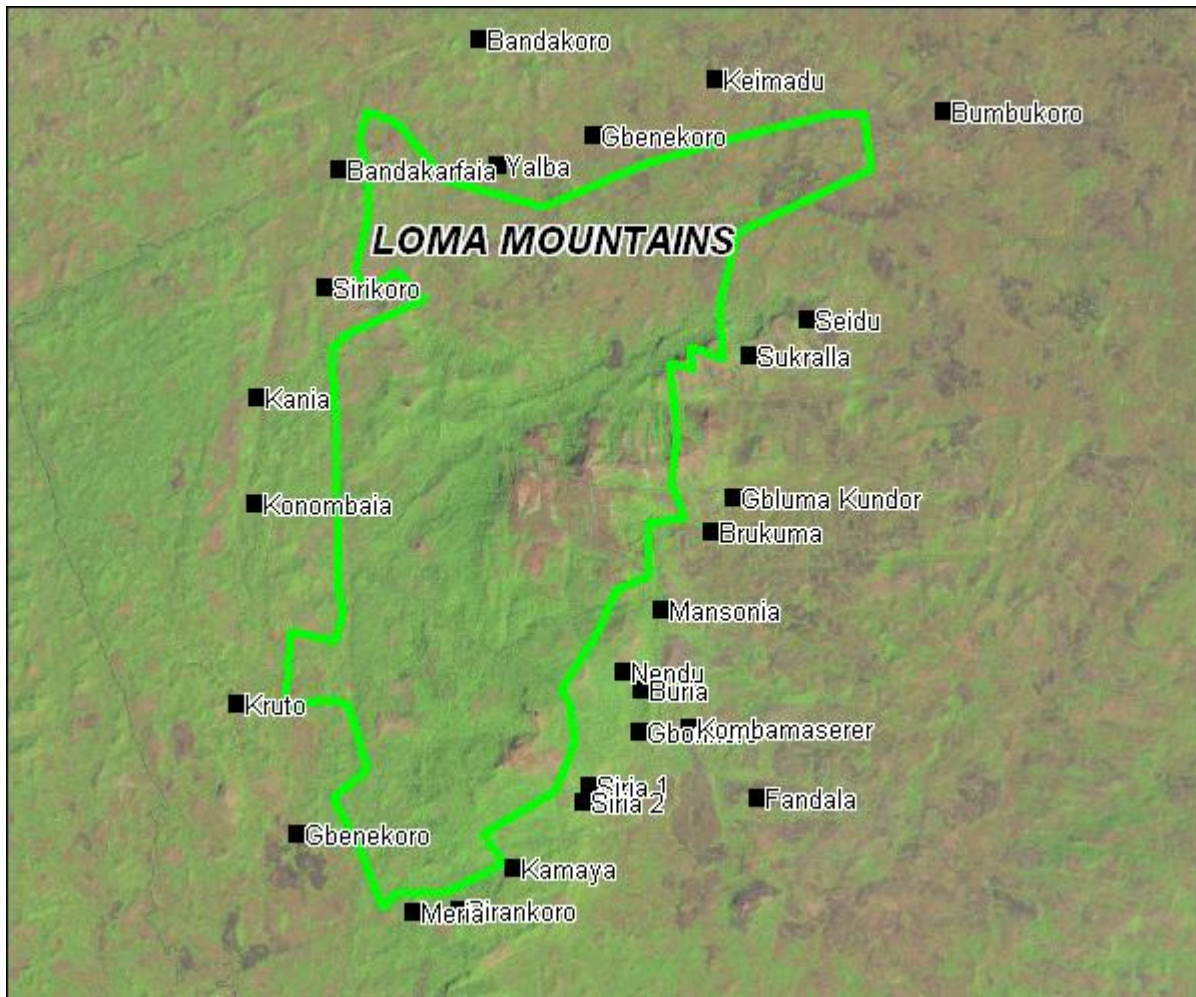 Bandakoro
Keimadu
Bumbukoro
Gbenekoro
Yalba
Bandakarfaia
LOMA MOUNTAINS
Sirikoro
Seidu
Sukralla
Kania
Gbluma Kundor
Konombaia
Brukuma
Mansonia
Nendu
Buria
Kruto
Kombamaserer
Siria 1
Siria 2
Fandala
Gbenekoro
Kamaya
Meria